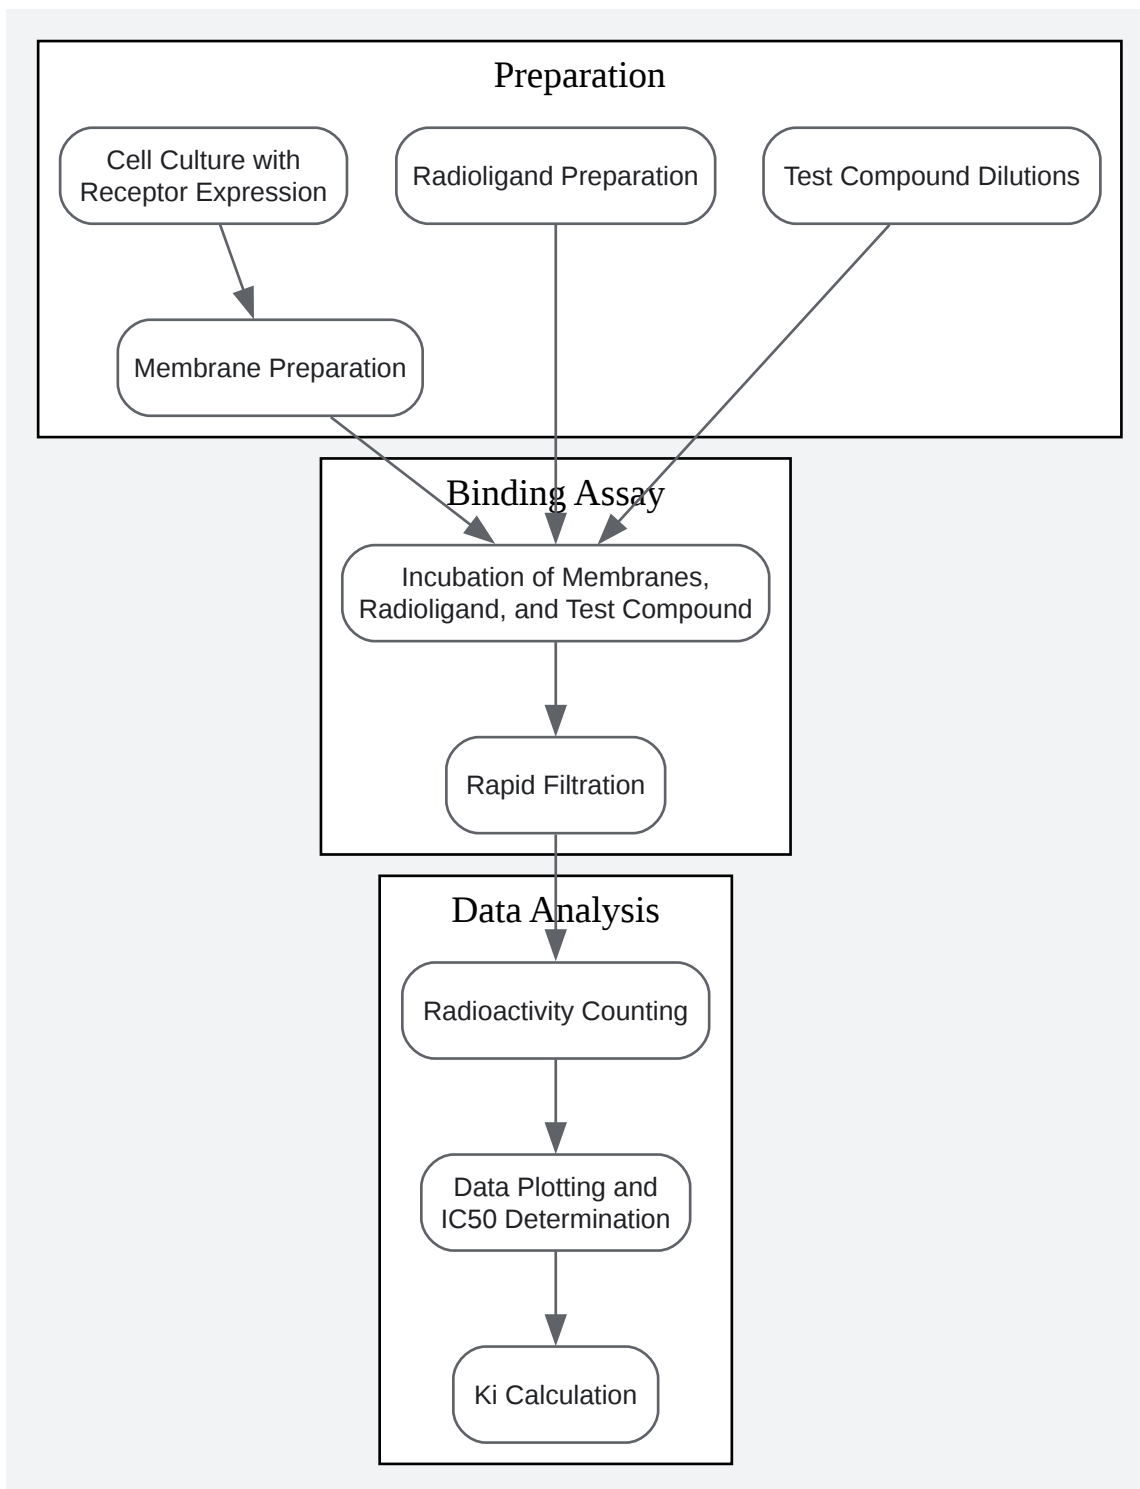 Preparation
Cell Culture with
Receptor Expression
Radioligand Preparation
Test Compound Dilutions
Membrane Preparation
Binding Assay
Incubation of Membranes,
Radioligand, and Test Compound
Rapid Filtration
Data Analysis
Radioactivity Counting
Data Plotting and
IC50 Determination
Ki Calculation